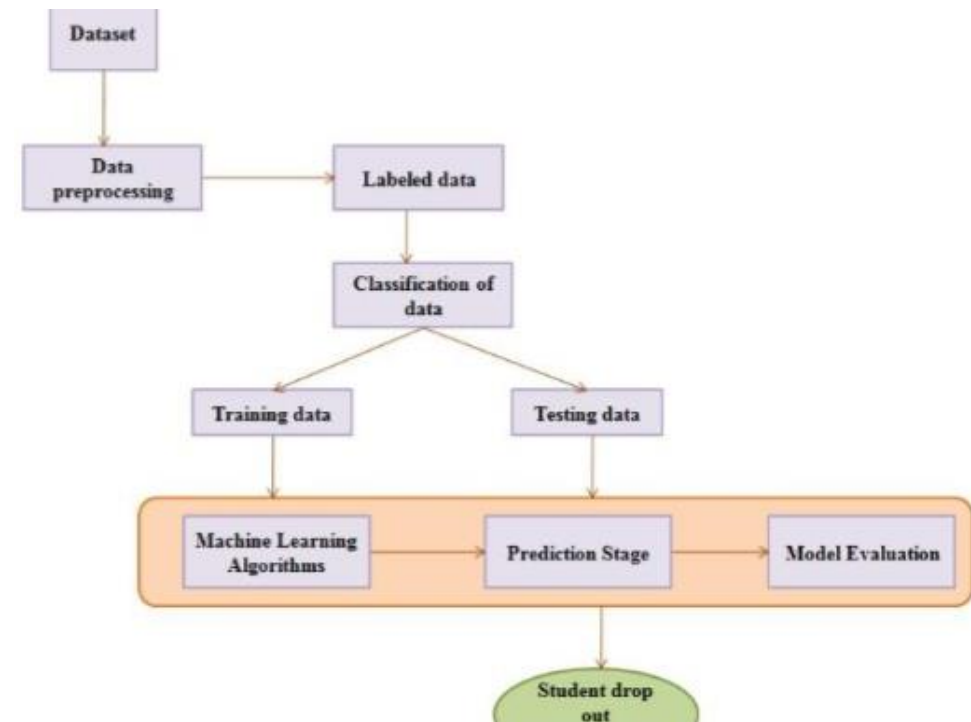 Dataset
Data
preprocessing
Labeled data
Classification of
data
Training data
Testing data
Machine Learning
Algorithms
Prediction Stage
Model Evaluation
Student drop
out